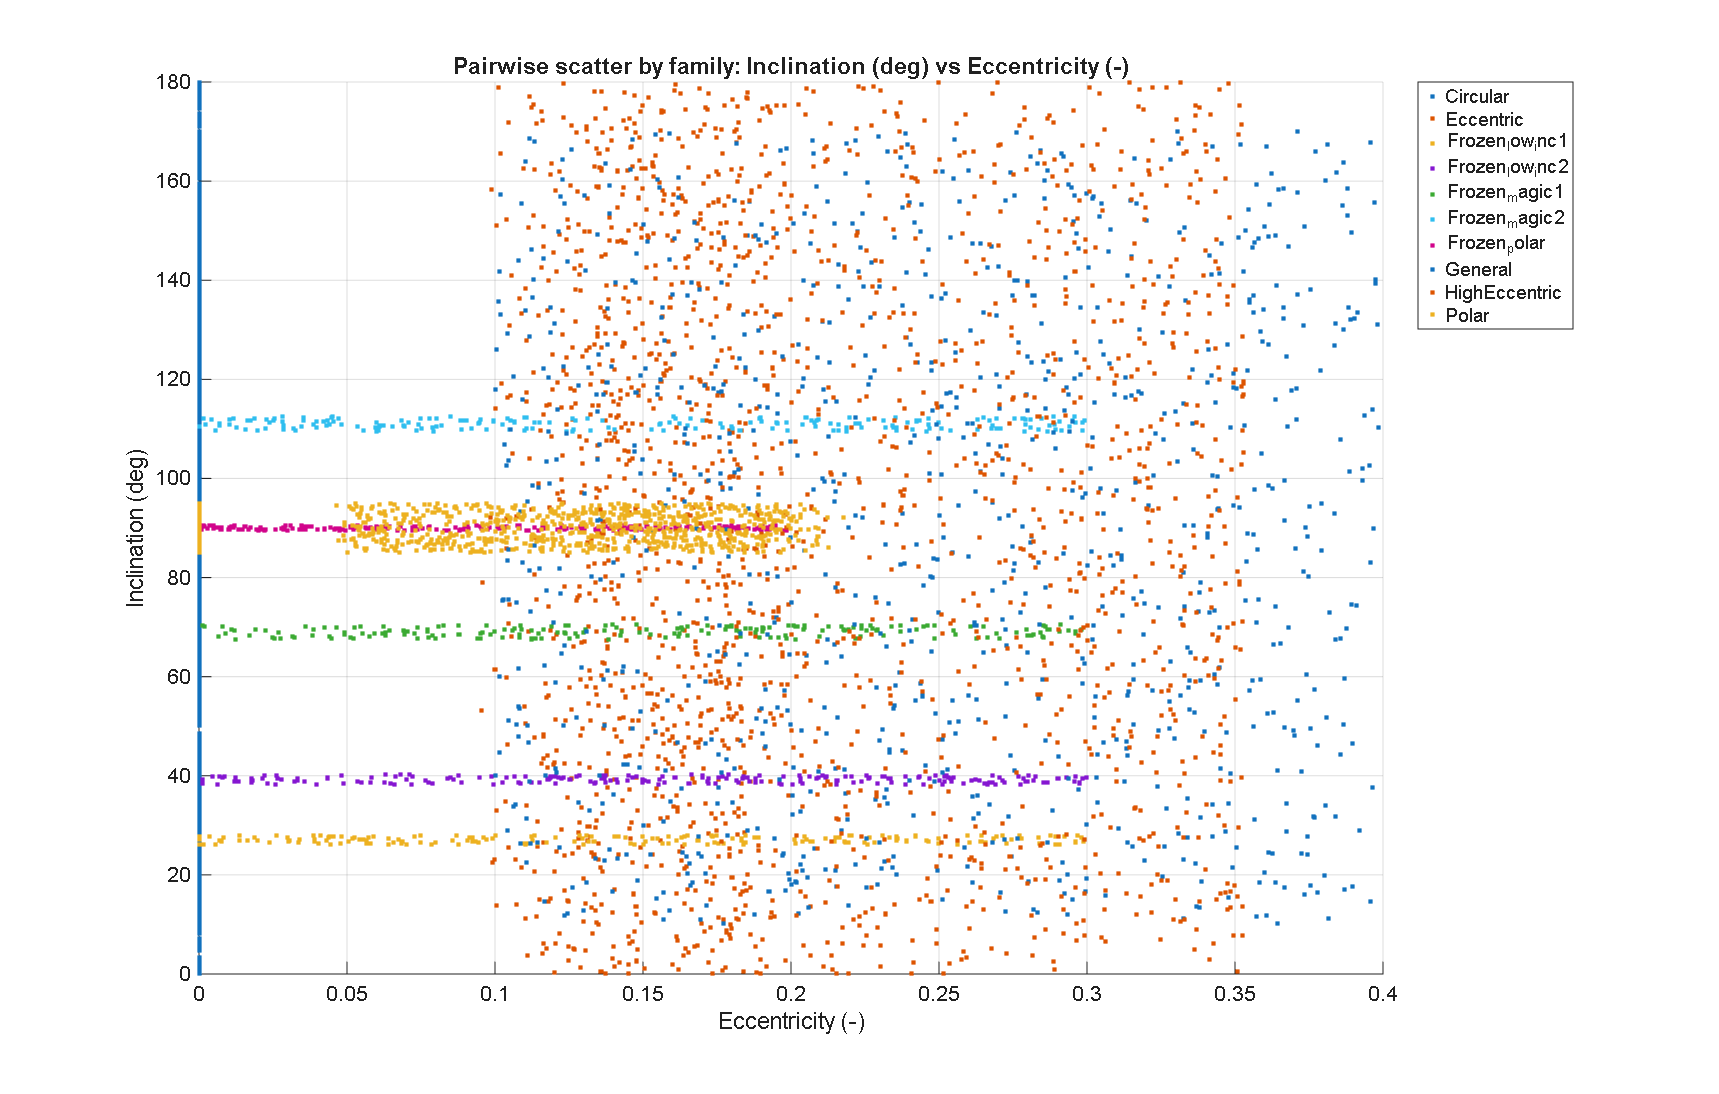 Pairwise scatter by family: Inclination (deg) vs Eccentricity (-)
180
160
140
120
100
80
60
40
20
0
Inclination (deg)
0 0.05 0.1 0.15 0.2 0.25 0.3 0.35 0.4
Eccentricity (-)
Circular
Eccentric
Frozenlowinc1
Frozenlowinc2
Frozenmagic1
Frozenmagic2
Frozenpolar
General
HighEccentric
Polar